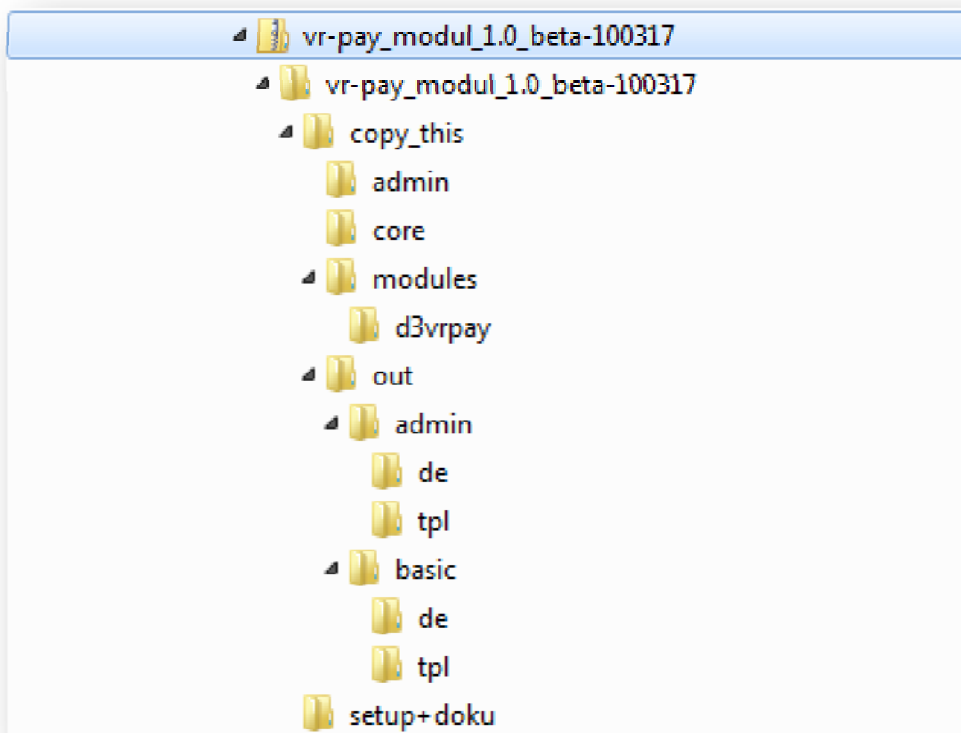 vr-pay_modul_1.0_beta-100317
vr-pay_modul_1.0_beta-100317
copy_this
admin
core
modules
d3vrpay
out
admin
de
tpl
basic
de
tpl
setup+doku